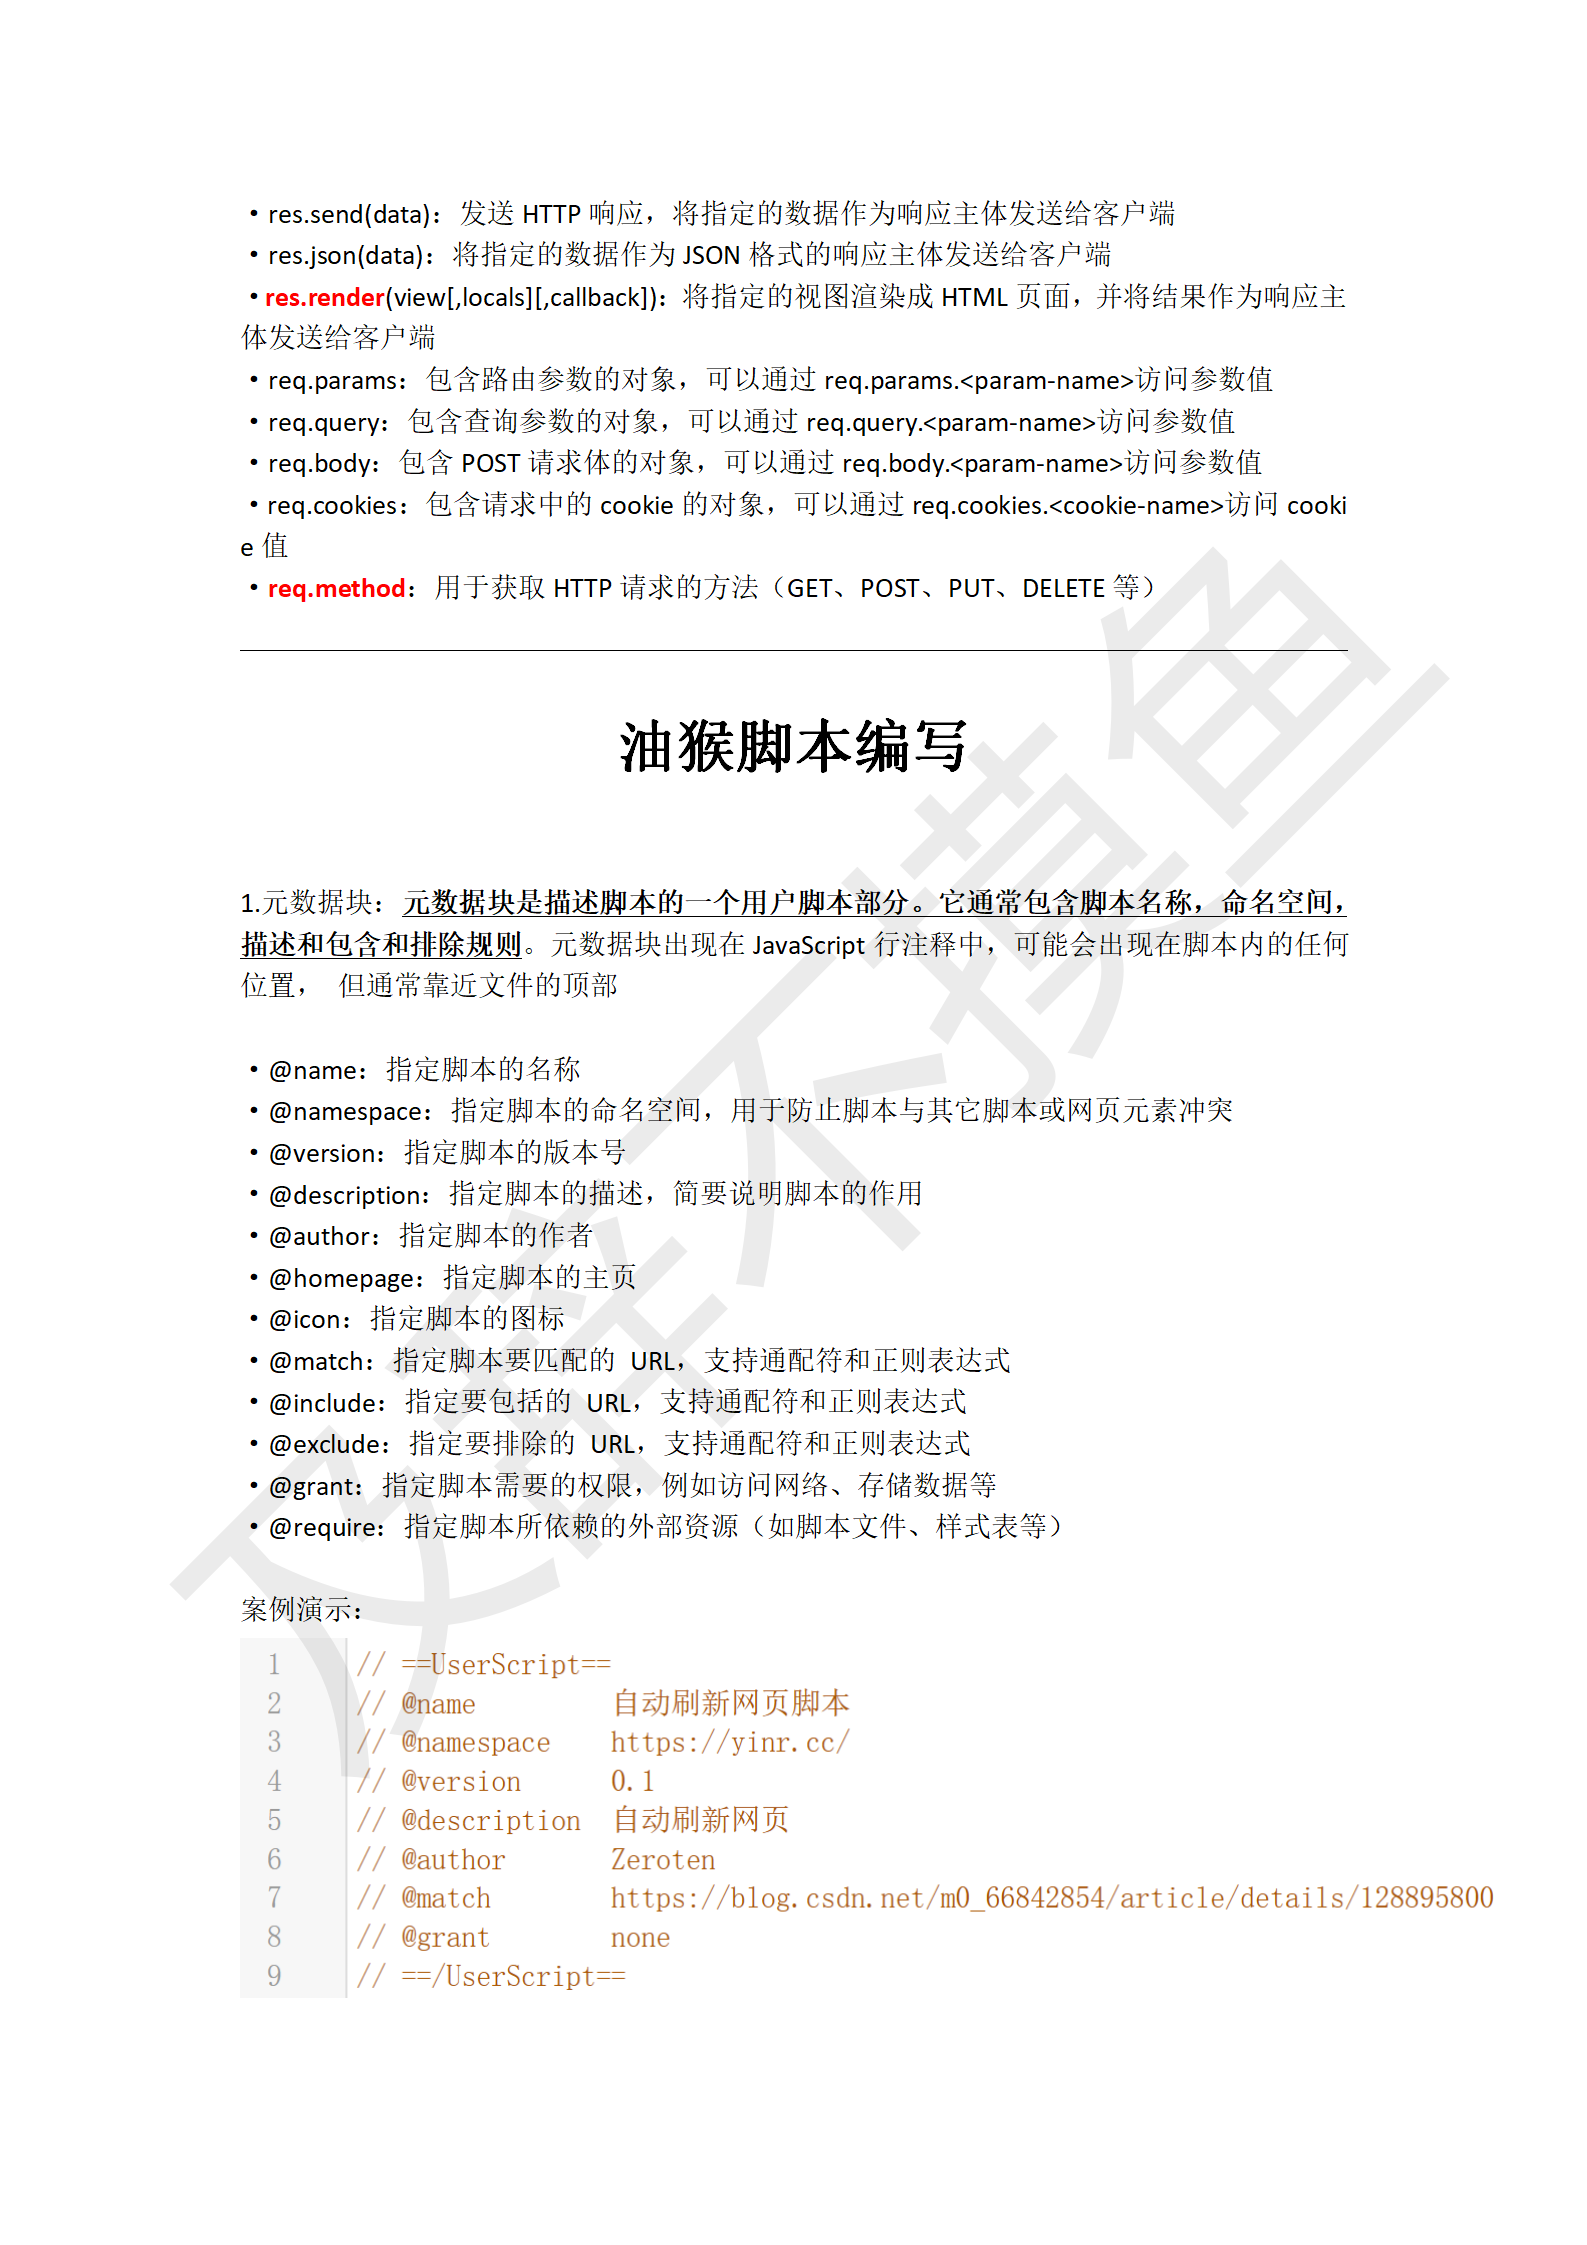 ·res.send(data)：发送 HTTP 响应，将指定的数据作为响应主体发送给客户端
·res.json(data)：将指定的数据作为 JSON 格式的响应主体发送给客户端
·res.render(view[,locals][,callback])：将指定的视图渲染成 HTML 页面，并将结果作为响应主
体发送给客户端
·req.params：包含路由参数的对象，可以通过 req.params.<param-name>访问参数值
·req.query：包含查询参数的对象，可以通过 req.query.<param-name>访问参数值
·req.body：包含 POST 请求体的对象，可以通过 req.body.<param-name>访问参数值
·req.cookies：包含请求中的 cookie 的对象，可以通过 req.cookies.<cookie-name>访问 cooki
e 值
·req.method：用于获取 HTTP 请求的方法（GET、POST、PUT、DELETE 等）
油猴脚本编写
1.元数据块：元数据块是描述脚本的一个用户脚本部分。它通常包含脚本名称，命名空间，
描述和包含和排除规则。元数据块出现在 JavaScript 行注释中，可能会出现在脚本内的任何
位置， 但通常靠近文件的顶部
·@name：指定脚本的名称
·@namespace：指定脚本的命名空间，用于防止脚本与其它脚本或网页元素冲突
·@version：指定脚本的版本号
·@description：指定脚本的描述，简要说明脚本的作用
·@author：指定脚本的作者
·@homepage：指定脚本的主页
·@icon：指定脚本的图标
·@match：指定脚本要匹配的 URL，支持通配符和正则表达式
·@include：指定要包括的 URL，支持通配符和正则表达式
·@exclude：指定要排除的 URL，支持通配符和正则表达式
·@grant：指定脚本需要的权限，例如访问网络、存储数据等
·@require：指定脚本所依赖的外部资源（如脚本文件、样式表等）
案例演示：
1 // ==UserScript==
2 // @name 自动刷新网页脚本
3 // @namespace https://yinr.cc/
4 // @version 0.1
5 // @description 自动刷新网页
6 // @author Zeroten
7 // @match https://blog.csdn.net/m0_66842854/article/details/128895800
8 // @grant none
9 // ==/UserScript==
及辞不摸鱼